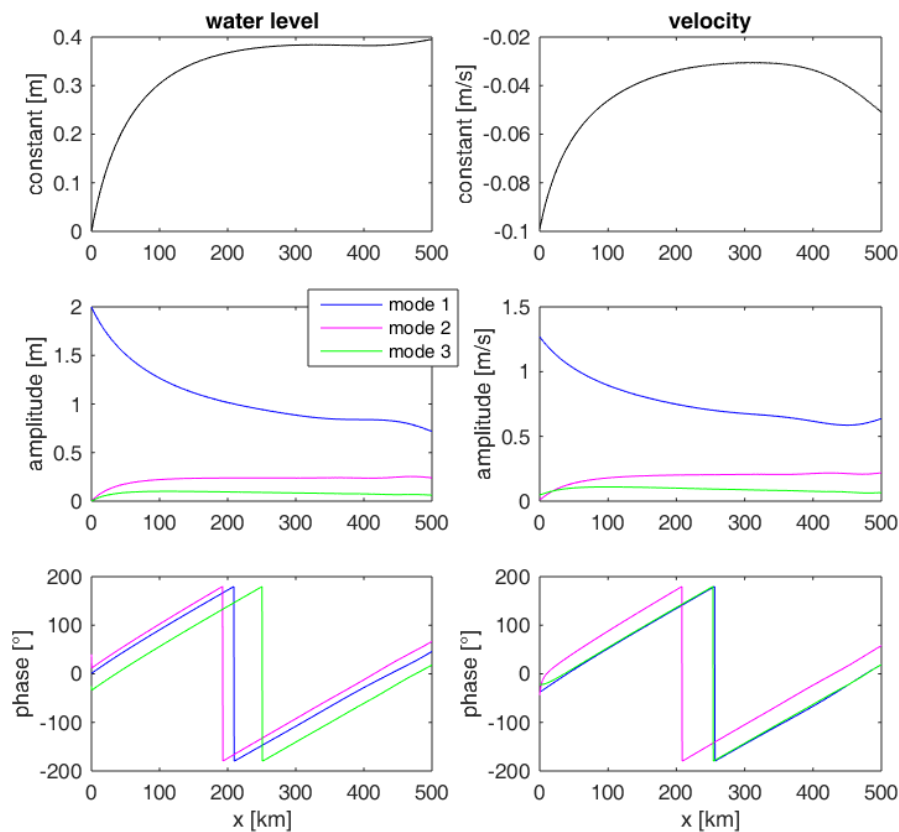 water level
velocity
constant [m]
0.4
0.3
0.2
0.1
0
0 100 200 300 400 500
constant [m/s]
-0.02
-0.04
-0.06
-0.08
-0.1
0 100 200 300 400 500
amplitude [m]
2
1.5
1
0.5
0
0 100 200 300 400 500
mode 1
mode 2
mode 3
amplitude [m/s]
1.5
1
0.5
0
0 100 200 300 400 500
phase [°]
200
100
0
-100
-200
0 100 200 300 400 500
x [km]
phase [°]
200
100
0
-100
-200
0 100 200 300 400 500
x [km]